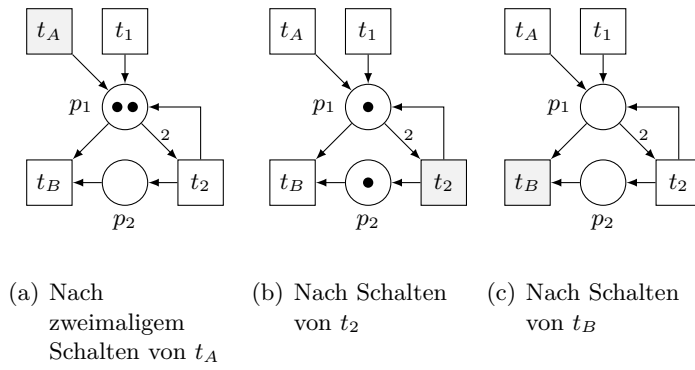 t_A t_1 t_A t_1 t_A t_1
p_1 p_1 p_1
2 2 2
t_B t_2 t_B t_2 t_B t_2
p_2 p_2 p_2
(a) Nach
zweimaligem
Schalten von t_A
(b) Nach Schalten
von t_2
(c) Nach Schalten
von t_B